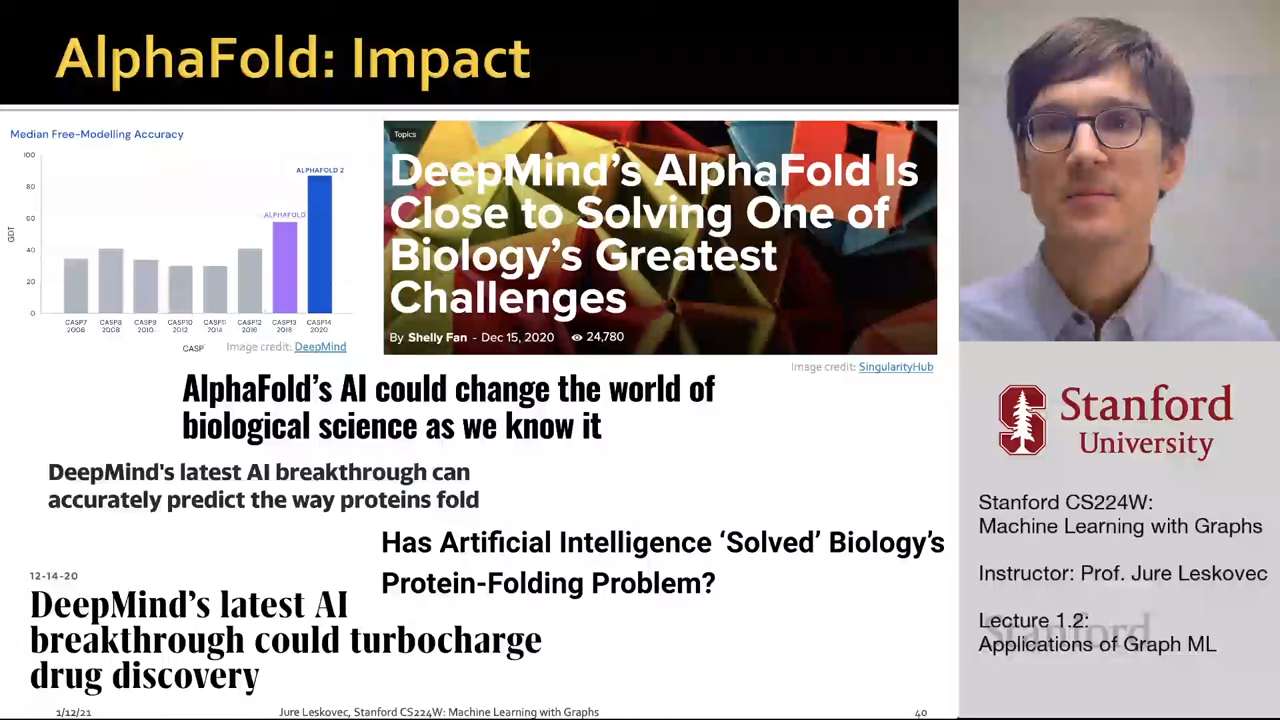 AlphaFold: Impact
Median Free-Modelling Accuracy
100
80
60
40
20
0
GDT
ALPHAFOLD
ALPHAFOLD 2
CASP7
2006
CASP8
2008
CASP9
2010
CASP10
2012
CASP11
2014
CASP12
2016
CASP13
2018
CASP14
2020
CASP
Image credit: DeepMind
Topics
DeepMind's AlphaFold Is
Close to Solving One of
Biology's Greatest
Challenges
By Shelly Fan - Dec 15, 2020 24,780
Image credit: SingularityHub
AlphaFold's AI could change the world of
biological science as we know it
DeepMind's latest AI breakthrough can
accurately predict the way proteins fold
Has Artificial Intelligence ‘Solved’ Biology's
Protein-Folding Problem?
12-14-20
DeepMind's latest AI
breakthrough could turbocharge
drug discovery
1/12/21
Jure Leskovec, Stanford CS224W: Machine Learning with Graphs
40
S
Stanford
University
Stanford CS224W:
Machine Learning with Graphs
Instructor: Prof. Jure Leskovec
Lecture 1.2:
Applications of Graph ML
Stanford